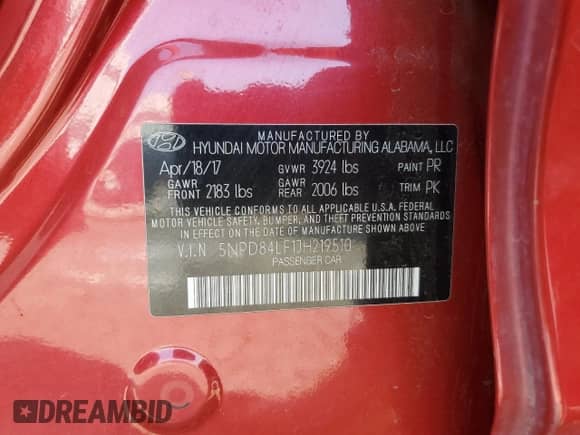 MANUFACTURED BY
HYUNDAI MOTOR MANUFACTURING ALABAMA, LLC
Apr/18/17 GVWR 3924 lbs PAINT PR
GAWR FRONT 2183 lbs GAWR REAR 2006 lbs TRIM PK
THIS VEHICLE CONFORMS TO ALL APPLICABLE U.S.A. FEDERAL
MOTOR VEHICLE SAFETY, BUMPER, AND THEFT PREVENTION STANDARDS
IN EFFECT ON THE DATE OF MANUFACTURE SHOWN ABOVE.
V.I.N 5NPD84LF1JH219510
PASSENGER CAR
DREAMBID